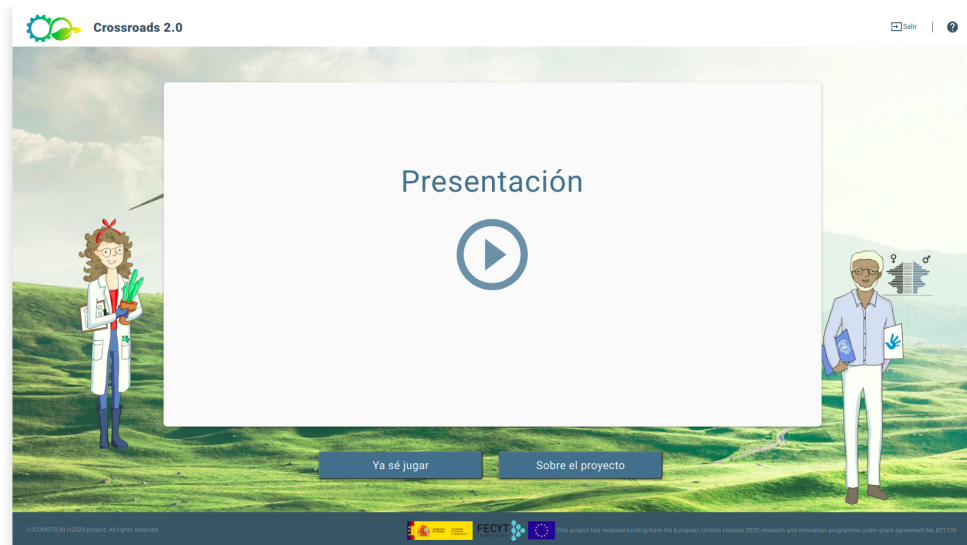 Crossroads 2.0
Salir
?
Presentación
Ya sé jugar
Sobre el proyecto
LOCOMOTION H2020 project. All rights reserved.
FECYT
This project has received funding from the European Union's Horizon 2020 research and innovation programme under grant agreement No 821105